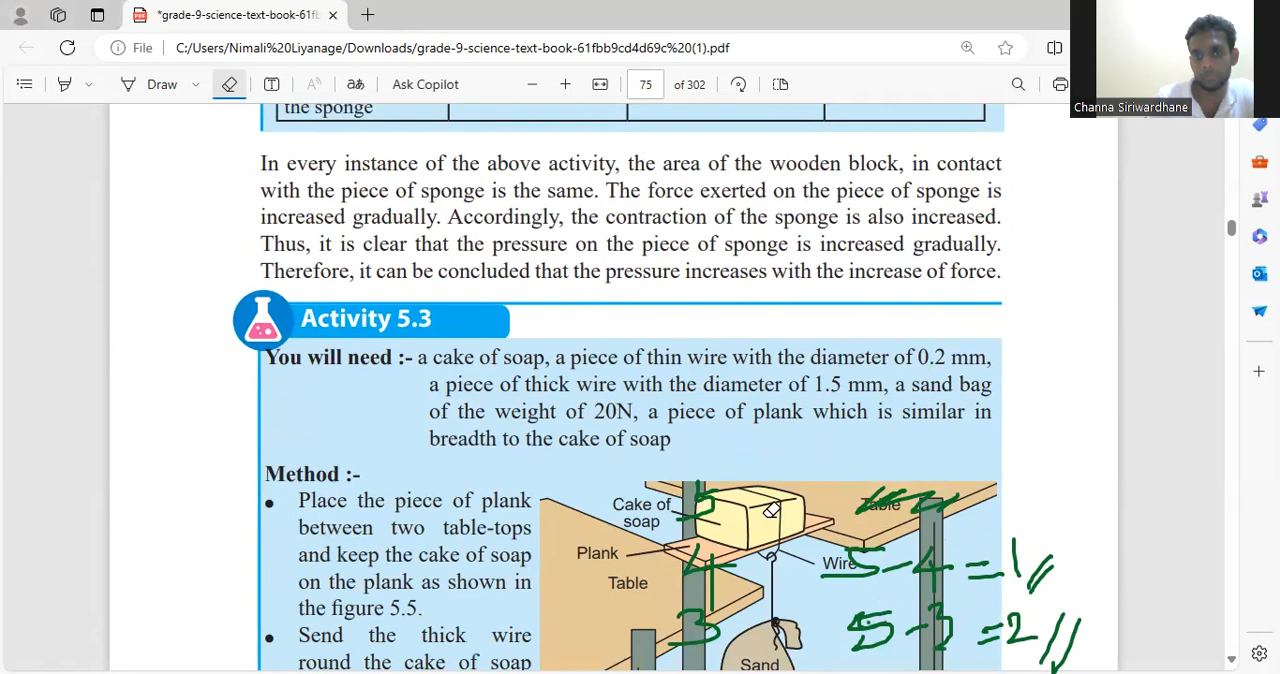 *grade-9-science-text-book-61fb
File
C:/Users/Nimali%20Liyanage/Downloads/grade-9-science-text-book-61fbb9cd4d69c%20(1).pdf
Draw
Ask Copilot
75 of 302
Channa Siriwardhane
the sponge
In every instance of the above activity, the area of the wooden block, in contact
with the piece of sponge is the same. The force exerted on the piece of sponge is
increased gradually. Accordingly, the contraction of the sponge is also increased.
Thus, it is clear that the pressure on the piece of sponge is increased gradually.
Therefore, it can be concluded that the pressure increases with the increase of force.
Activity 5.3
You will need :- a cake of soap, a piece of thin wire with the diameter of 0.2 mm,
a piece of thick wire with the diameter of 1.5 mm, a sand bag
of the weight of 20N, a piece of plank which is similar in
breadth to the cake of soap
Method :-
• Place the piece of plank
between two table-tops
and keep the cake of soap
on the plank as shown in
the figure 5.5.
• Send the thick wire
round the cake of soap
Cake of
soap
Table
Plank
Wire
Table
Sand
5
4
3
5 - 4 = 1 //
5 - 3 = 2 //